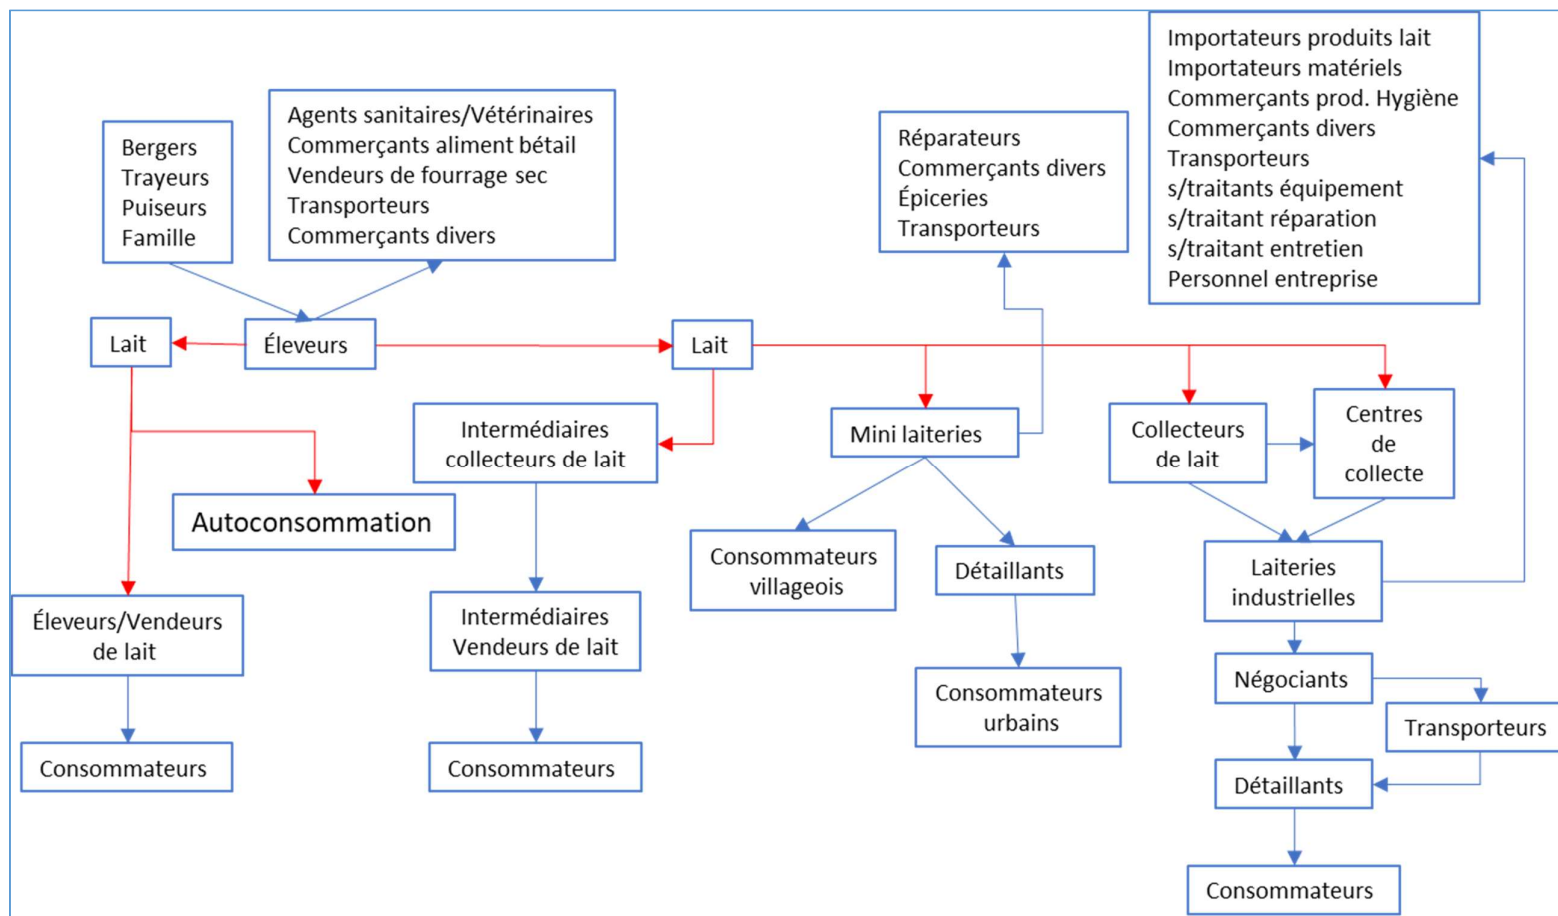 Bergers
Trayeurs
Puiseurs
Famille
Agents sanitaires/Vétérinaires
Commerçants aliment bétail
Vendeurs de fourrage sec
Transporteurs
Commerçants divers
Réparateurs
Commerçants divers
Épiceries
Transporteurs
Importateurs produits lait
Importateurs matériels
Commerçants prod. Hygiène
Commerçants divers
Transporteurs
s/traitants équipement
s/traitant réparation
s/traitant entretien
Personnel entreprise
Lait
Éleveurs
Lait
Intermédiaires
collecteurs de lait
Mini laiteries
Collecteurs
de lait
Centres
de
collecte
Autoconsommation
Consommateurs
villageois
Détaillants
Laiteries
industrielles
Éleveurs/Vendeurs
de lait
Intermédiaires
Vendeurs de lait
Consommateurs
urbains
Négociants
Transporteurs
Consommateurs
Consommateurs
Détaillants
Consommateurs